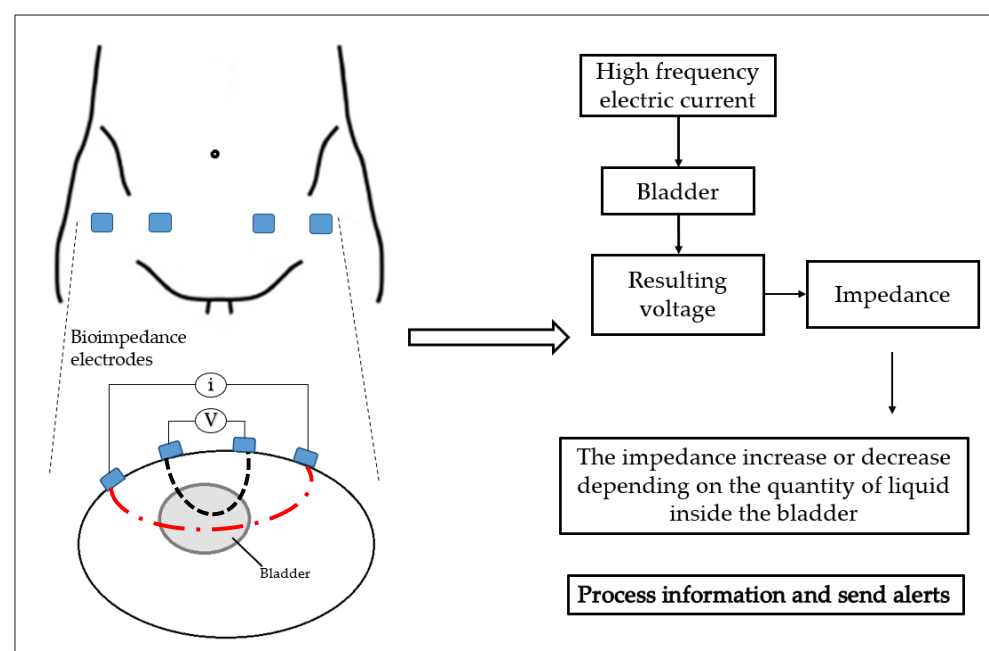 Bioimpedance
electrodes
i
V
Bladder
High frequency
electric current
Bladder
Resulting
voltage
Impedance
The impedance increase or decrease
depending on the quantity of liquid
inside the bladder
Process information and send alerts